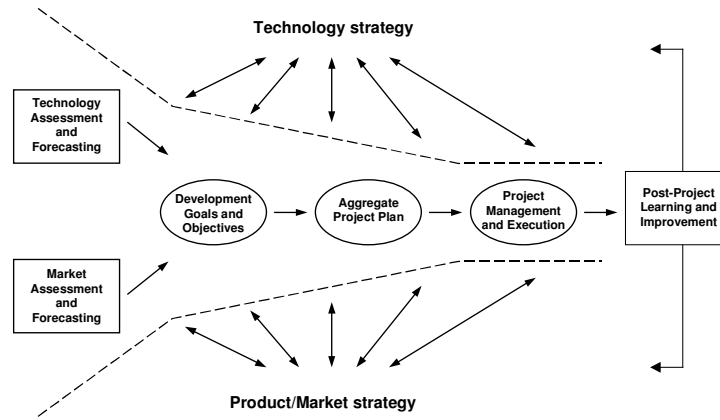 Technology strategy
Technology
Assessment
and
Forecasting
Development
Goals and
Objectives
Aggregate
Project Plan
Project
Management
and Execution
Post-Project
Learning and
Improvement
Market
Assessment
and
Forecasting
Product/Market strategy